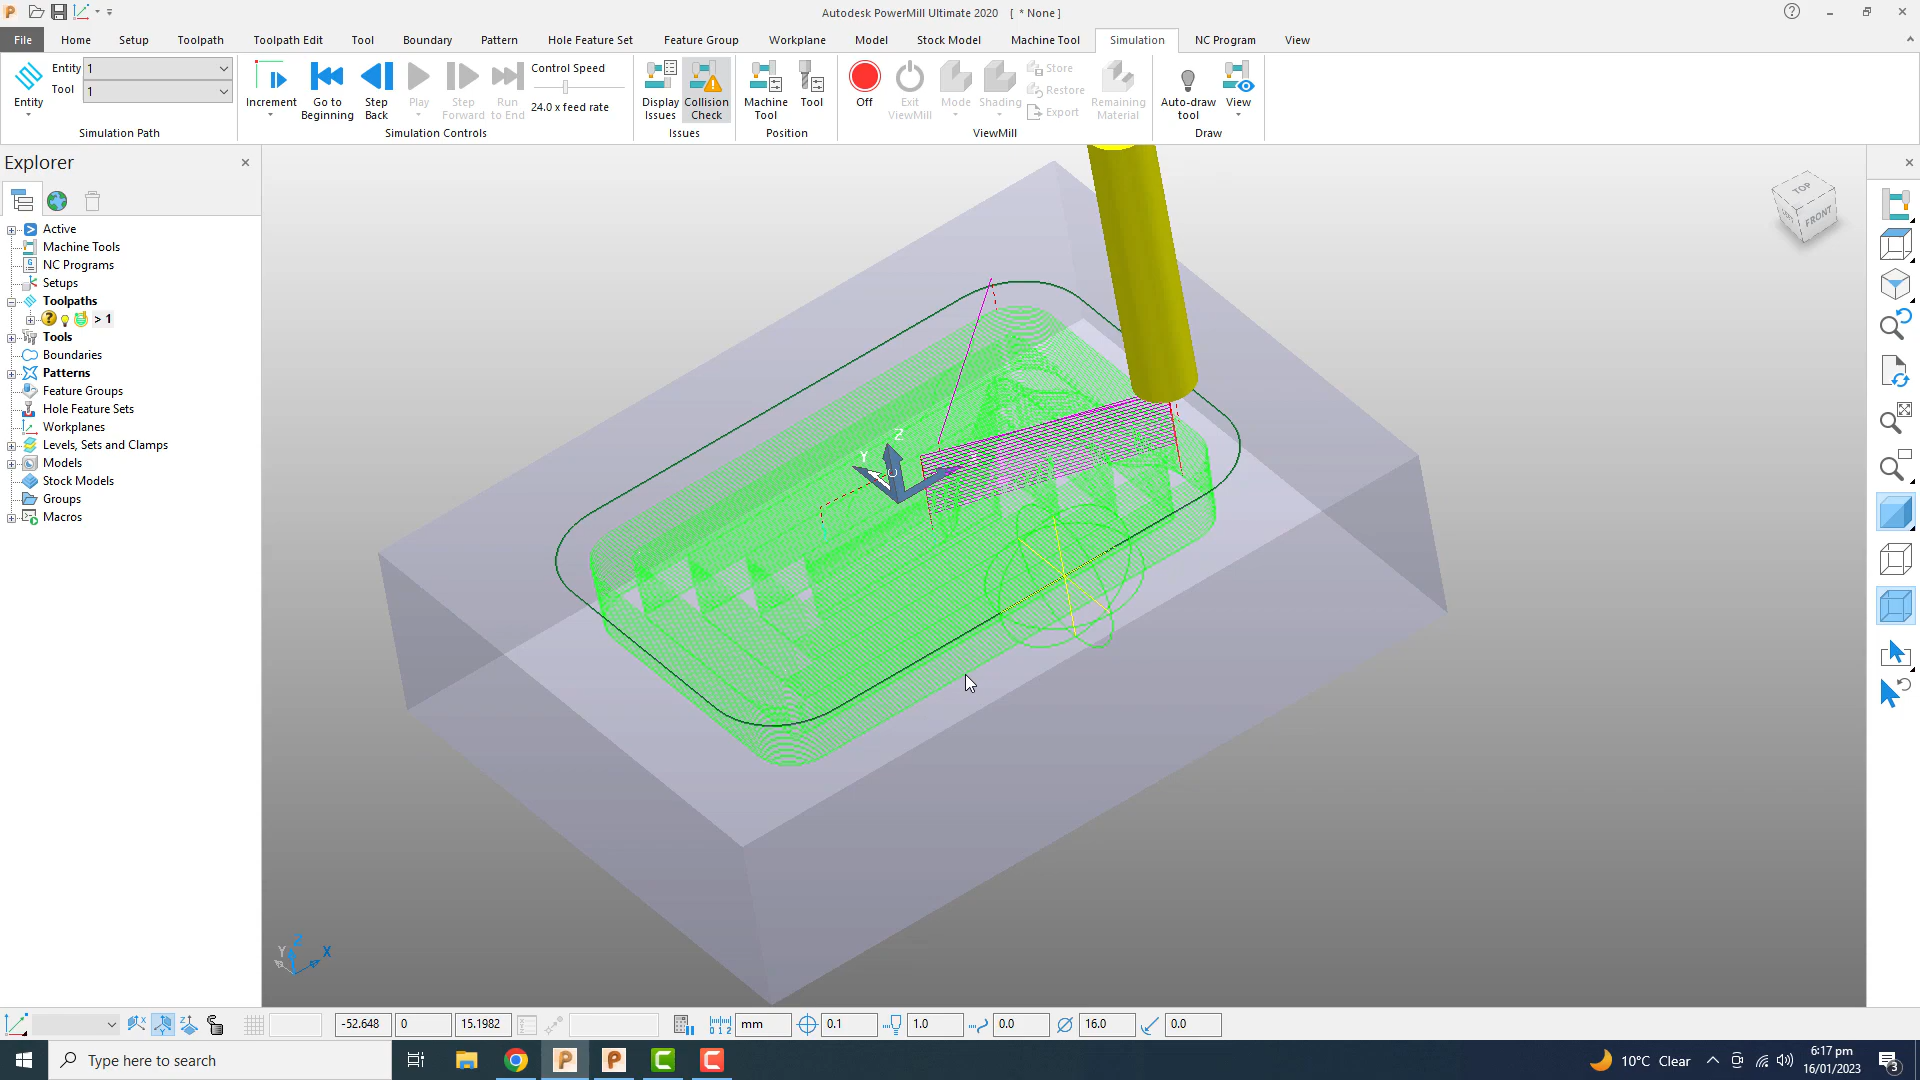 Autodesk PowerMill Ultimate 2020 [ * None ]
File Home Setup Toolpath Toolpath Edit Tool Boundary Pattern Hole Feature Set Feature Group Workplane Model Stock Model Machine Tool Simulation NC Program View
Entity
Entity 1
Tool 1
Simulation Path
Increment
Go to Beginning
Step Back
Play
Step Forward
Run to End
Control Speed
24.0 x feed rate
Simulation Controls
Display Issues
Collision Check
Issues
Machine Tool
Tool
Position
Off
Exit ViewMill
Mode
Shading
Store
Restore
Export
Remaining Material
ViewMill
Auto-draw tool
View
Draw
Explorer
Active
Machine Tools
NC Programs
Setups
Toolpaths
> 1
Tools
Boundaries
Patterns
Feature Groups
Hole Feature Sets
Workplanes
Levels, Sets and Clamps
Models
Stock Models
Groups
Macros
TOP
FRONT
Z
Y
Z
Y
X
-52.648 0 15.1982 mm 0.1 1.0 0.0 16.0 0.0
Type here to search
10°C Clear
6:17 pm
16/01/2023
3